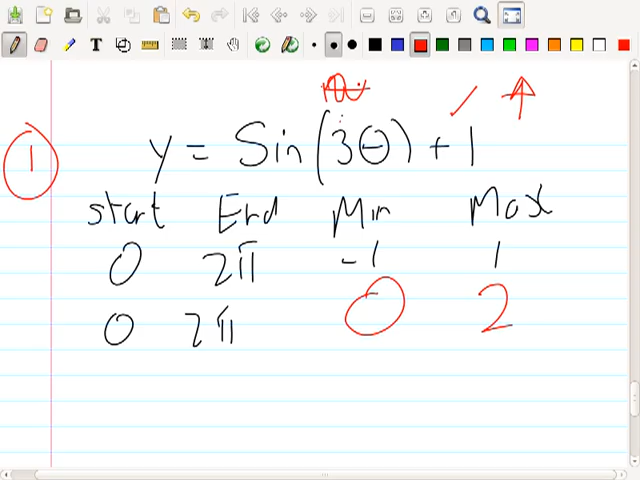 1
y = Sin(3θ) + 1
start End Min Max
0 2π -1 1
0 2π 0 2